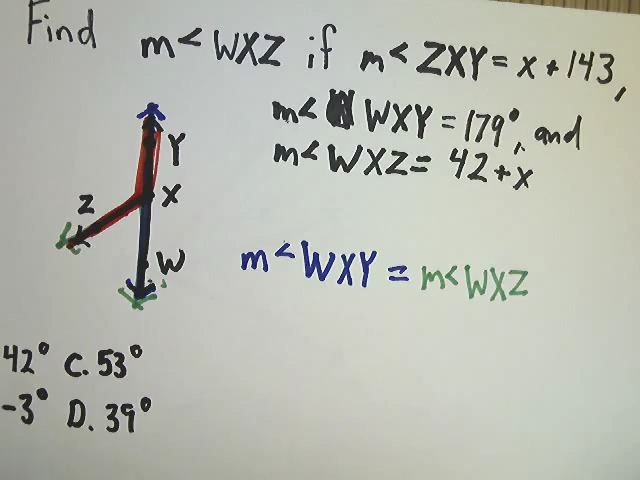 Find m< WXZ if m< ZXY = x + 143,
m< WXY = 179°, and
m< WXZ = 42 + x
Y
Z
X
W
m< WXY = m< WXZ
42° C. 53°
-3° D. 39°